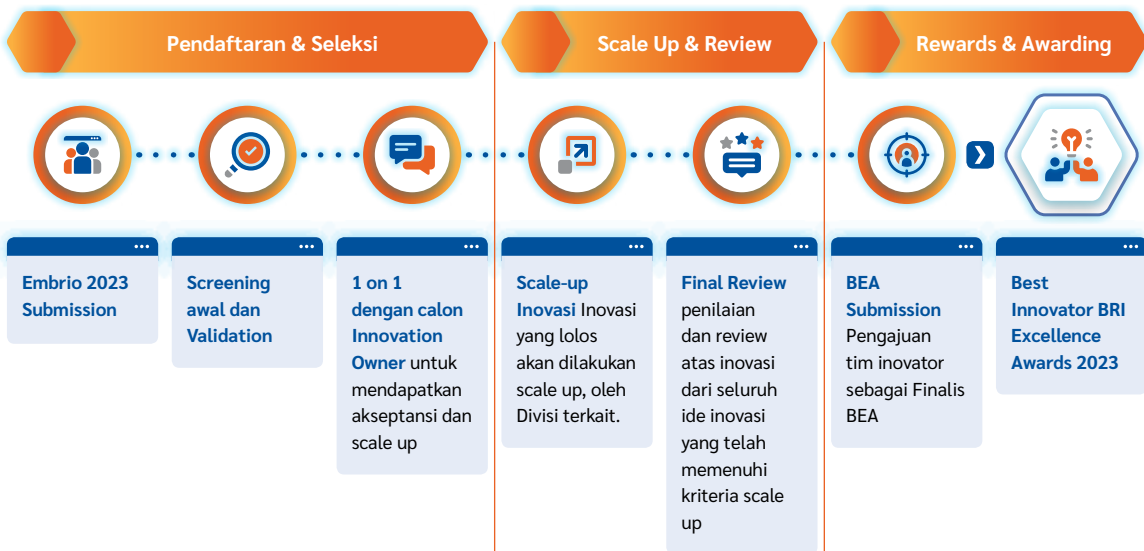 Pendaftaran & Seleksi
Scale Up & Review
Rewards & Awarding
Embrio 2023
Submission
Screening
awal dan
Validation
1 on 1
dengan calon
Innovation
Owner untuk
mendapatkan
akseptansi dan
scale up
Scale-up
Inovasi Inovasi
yang lolos
akan dilakukan
scale up, oleh
Divisi terkait.
Final Review
penilaian
dan review
atas inovasi
dari seluruh
ide inovasi
yang telah
memenuhi
kriteria scale
up
BEA
Submission
Pengajuan
tim inovator
sebagai Finalis
BEA
Best
Innovator BRI
Excellence
Awards 2023